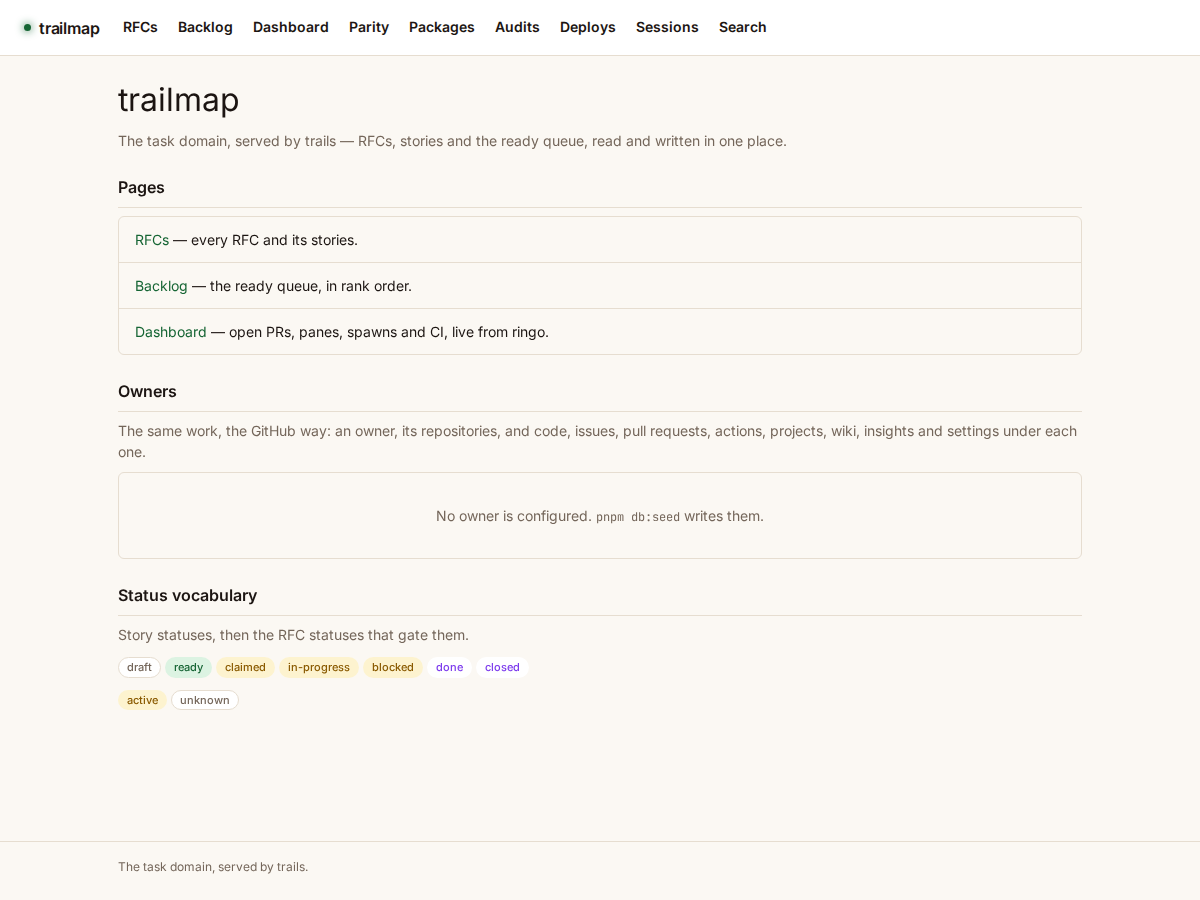 trailmap RFCs Backlog Dashboard Parity Packages Audits Deploys Sessions Search
trailmap
The task domain, served by trails — RFCs, stories and the ready queue, read and written in one place.
Pages
RFCs — every RFC and its stories.
Backlog — the ready queue, in rank order.
Dashboard — open PRs, panes, spawns and CI, live from ringo.
Owners
The same work, the GitHub way: an owner, its repositories, and code, issues, pull requests, actions, projects, wiki, insights and settings under each
one.
No owner is configured. pnpm db:seed writes them.
Status vocabulary
Story statuses, then the RFC statuses that gate them.
draft ready claimed in-progress blocked done closed
active unknown
The task domain, served by trails.